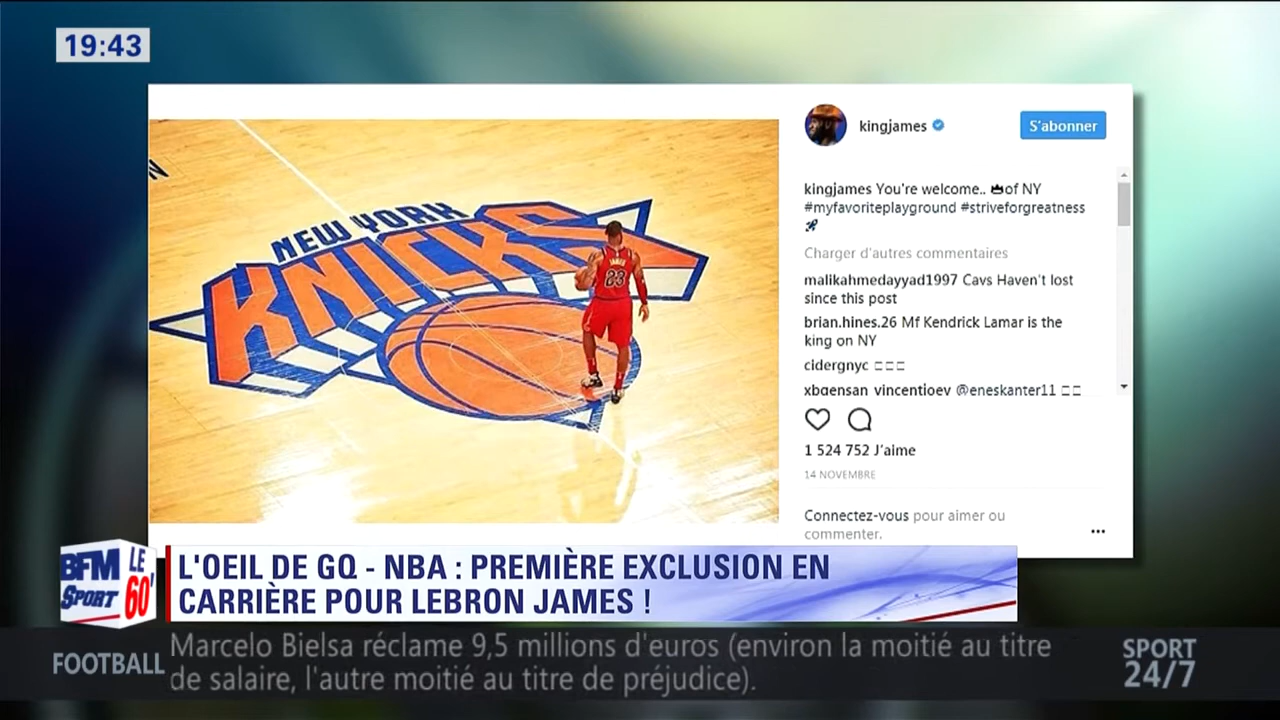 19:43
NEW YORK
KNICKS
JAMES
23
kingjames
S'abonner
kingjames You're welcome.. of NY
#myfavoriteplayground #striveforgreatness
Charger d'autres commentaires
malikahmedayyad1997 Cavs Haven't lost
since this post
brian.hines.26 Mf Kendrick Lamar is the
king on NY
cidergnyc
xbgensan_vincentioev @eneskanter11
1 524 752 J'aime
14 NOVEMBRE
Connectez-vous pour aimer ou
commenter.
BFM
SPORT
LE
60'
L'OEIL DE GQ - NBA : PREMIÈRE EXCLUSION EN
CARRIÈRE POUR LEBRON JAMES !
FOOTBALL
Marcelo Bielsa réclame 9,5 millions d'euros (environ la moitié au titre
de salaire, l'autre moitié au titre de préjudice).
SPORT
24/7